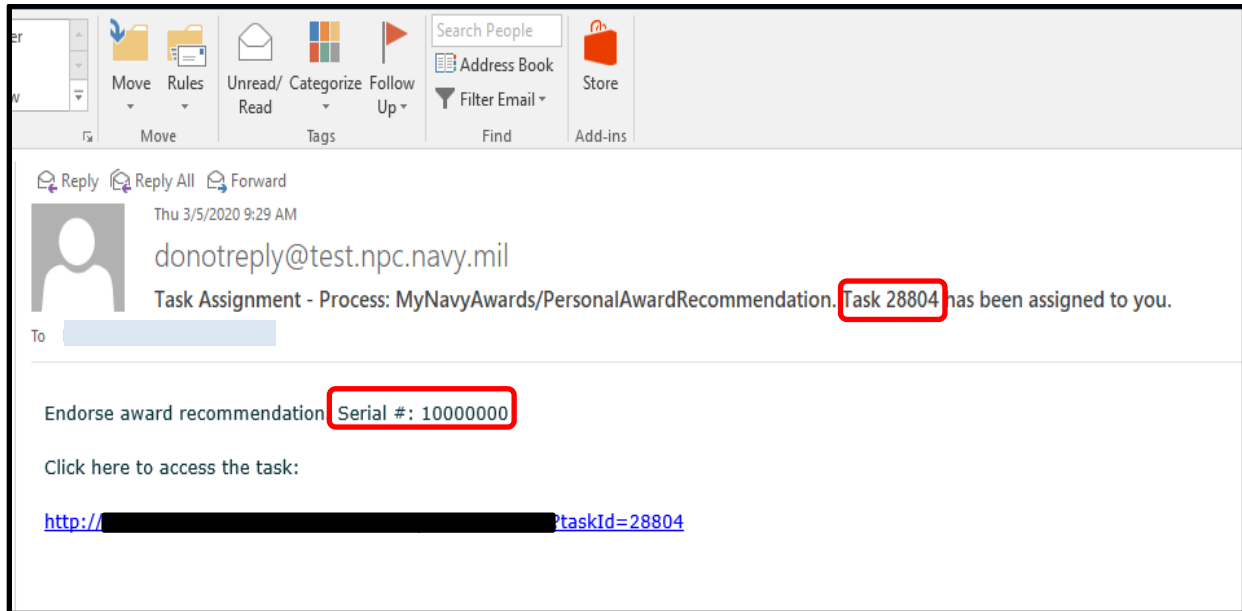 er
w
Move
Rules
Unread/
Read
Categorize
Follow
Up
Search People
Address Book
Filter Email
Store
Move
Tags
Find
Add-ins
Reply Reply All Forward
Thu 3/5/2020 9:29 AM
donotreply@test.npc.navy.mil
Task Assignment - Process: MyNavyAwards/PersonalAwardRecommendation. Task 28804 has been assigned to you.
To
Endorse award recommendation Serial #: 10000000
Click here to access the task:
http:// ?taskId=28804